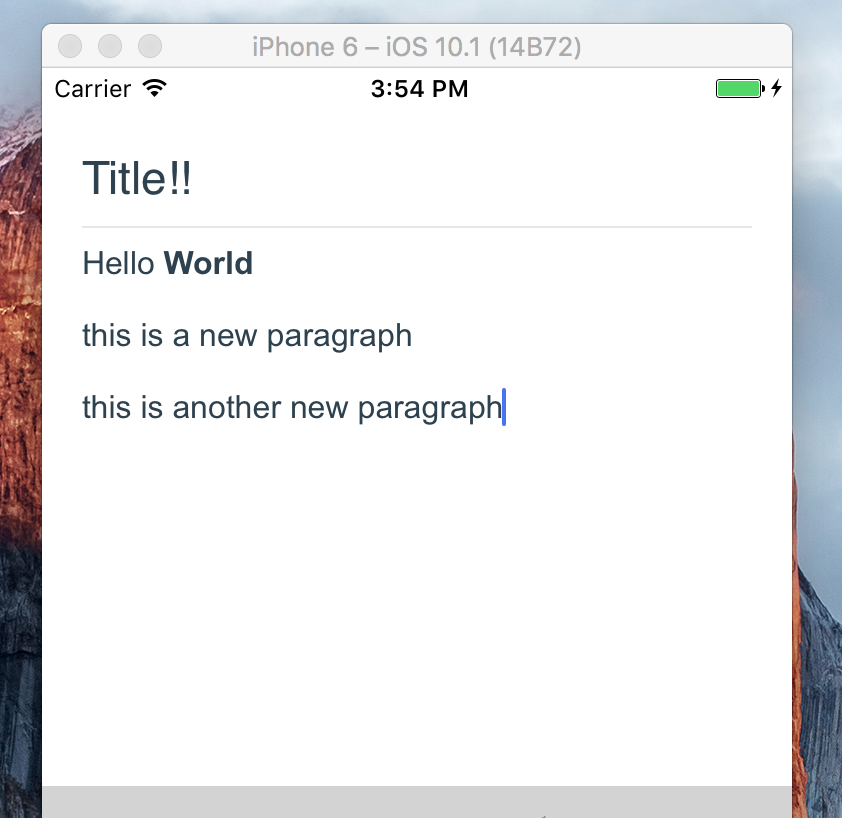 iPhone 6 – iOS 10.1 (14B72)
Carrier 3:54 PM
Title!!
Hello World
this is a new paragraph
this is another new paragraph